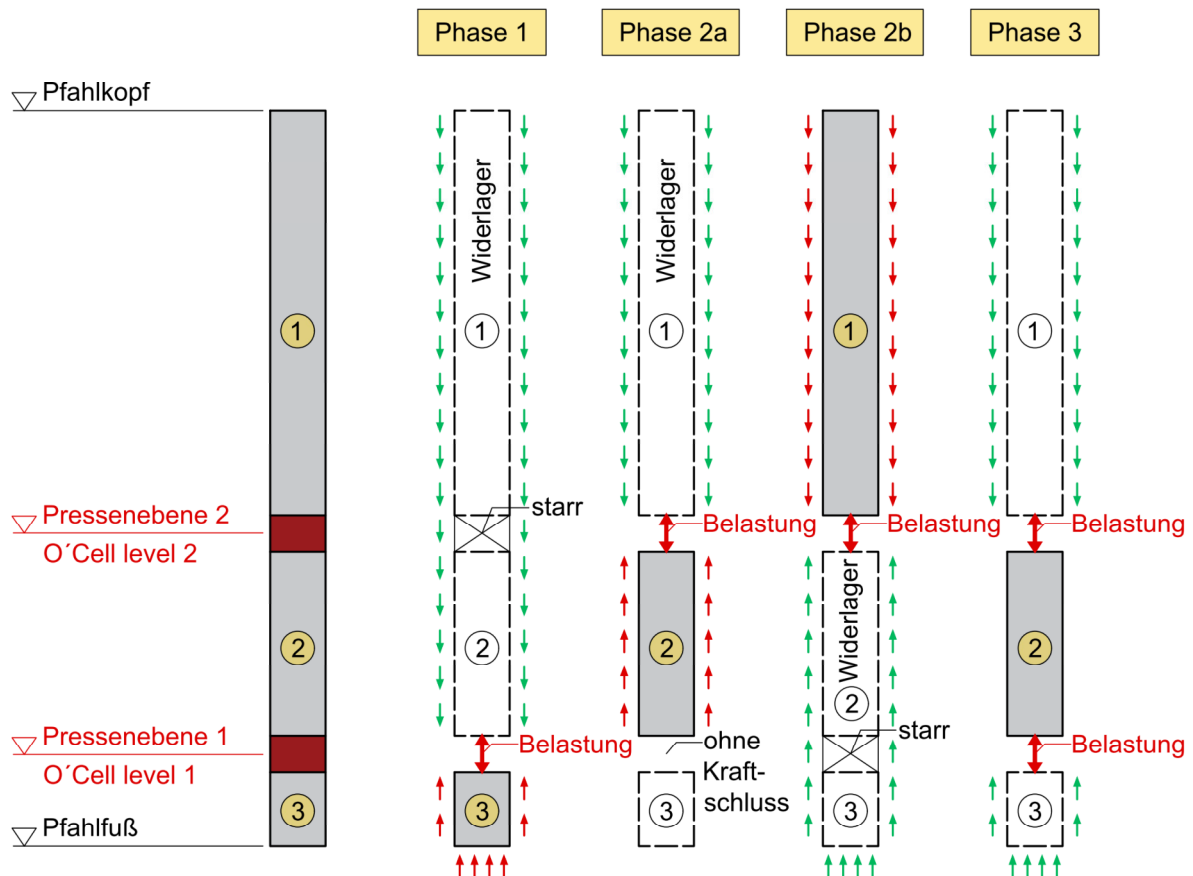 Phase 1
Phase 2a
Phase 2b
Phase 3
Pfahlkopf
Widerlager
Widerlager
1
1
1
1
1
Pressenebene 2
O´Cell level 2
starr
Belastung
Belastung
Belastung
2
2
2
Widerlager
2
2
Pressenebene 1
O´Cell level 1
Belastung
ohne
Kraft-
schluss
starr
Belastung
3
3
3
3
3
Pfahlfuß